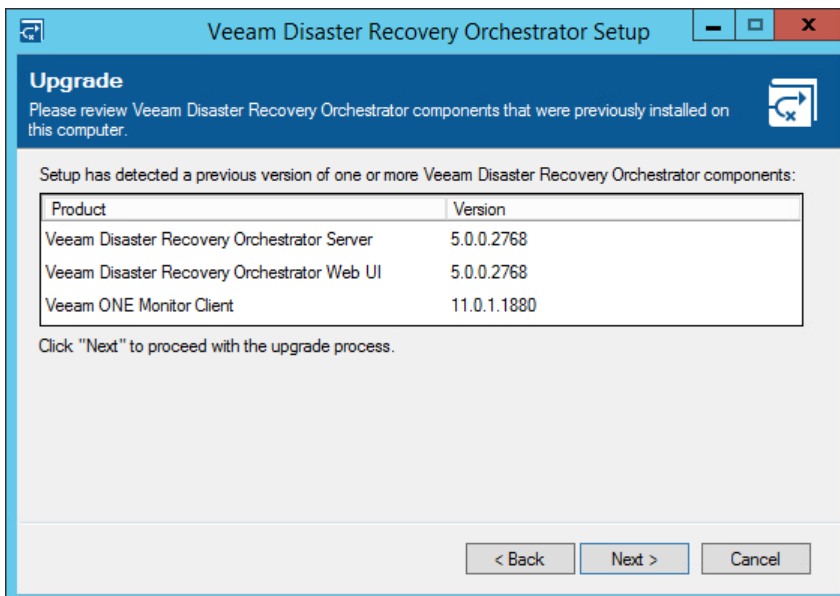 Veeam Disaster Recovery Orchestrator Setup
Upgrade
Please review Veeam Disaster Recovery Orchestrator components that were previously installed on
this computer.
Setup has detected a previous version of one or more Veeam Disaster Recovery Orchestrator components:
Product Version
Veeam Disaster Recovery Orchestrator Server 5.0.0.2768
Veeam Disaster Recovery Orchestrator Web UI 5.0.0.2768
Veeam ONE Monitor Client 11.0.1.1880
Click "Next" to proceed with the upgrade process.
< Back Next > Cancel